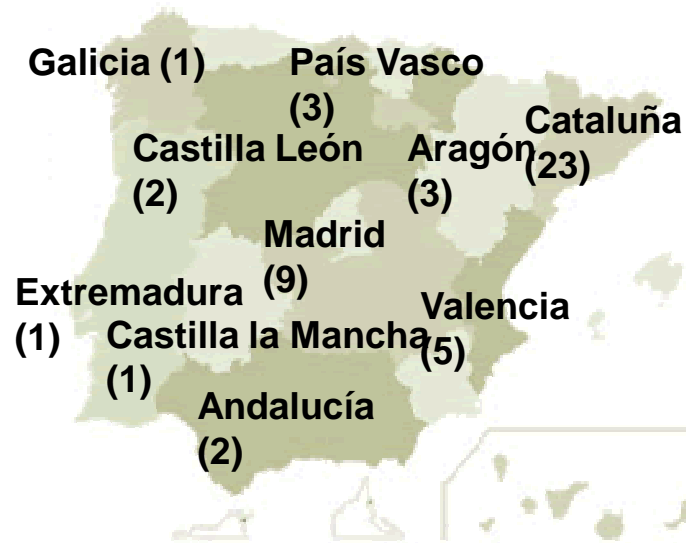 Galicia (1)
País Vasco
(3)
Cataluña
(23)
Castilla León
(2)
Aragón
(3)
Madrid
(9)
Extremadura
(1)
Valencia
(5)
Castilla la Mancha
(1)
Andalucía
(2)